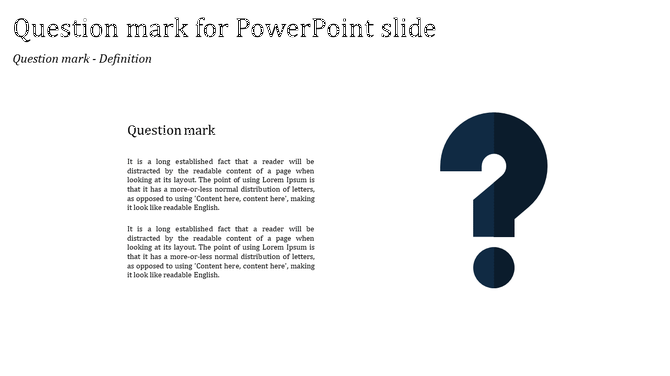 Question mark for PowerPoint slide
Question mark - Definition
Question mark
It is a long established fact that a reader will be
distracted by the readable content of a page when
looking at its layout. The point of using Lorem Ipsum is
that it has a more-or-less normal distribution of letters,
as opposed to using 'Content here, content here', making
it look like readable English.
It is a long established fact that a reader will be
distracted by the readable content of a page when
looking at its layout. The point of using Lorem Ipsum is
that it has a more-or-less normal distribution of letters,
as opposed to using 'Content here, content here', making
it look like readable English.
?